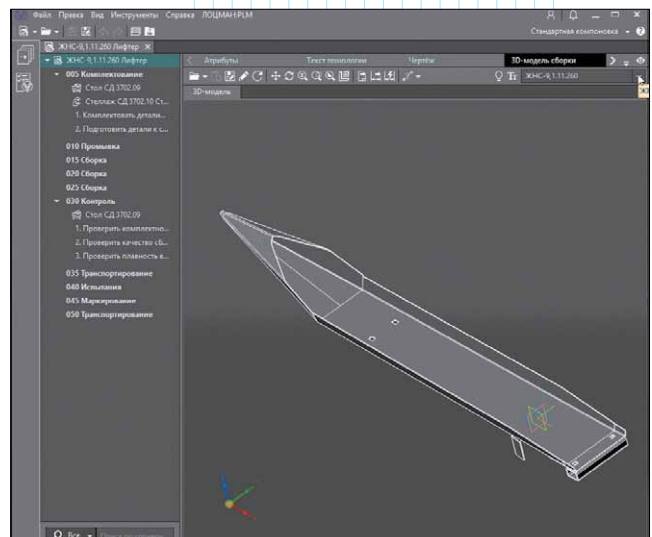 Файл Правка Вид Инструменты Справка ЛОЦМАН:PLM
Стандартная компоновка
ЖНС-9,1.11.260 Лифтер
ЖНС-9,1.11.260 Лифтер
Атрибуты Текст технологии Чертёж 3D-модель сборки
ЖНС-9,1.11.260
3D-модель
005 Комплектование
Стол СД 3702.09
Стеллаж СД 3702.10 Ст...
1. Комплектовать детали...
2. Подготовить детали к с...
010 Промывка
015 Сборка
020 Сборка
025 Сборка
030 Контроль
Стол СД 3702.09
1. Проверить комплектно...
2. Проверить качество сб...
3. Проверить плавность в...
035 Транспортирование
040 Испытания
045 Маркирование
050 Транспортирование
Все